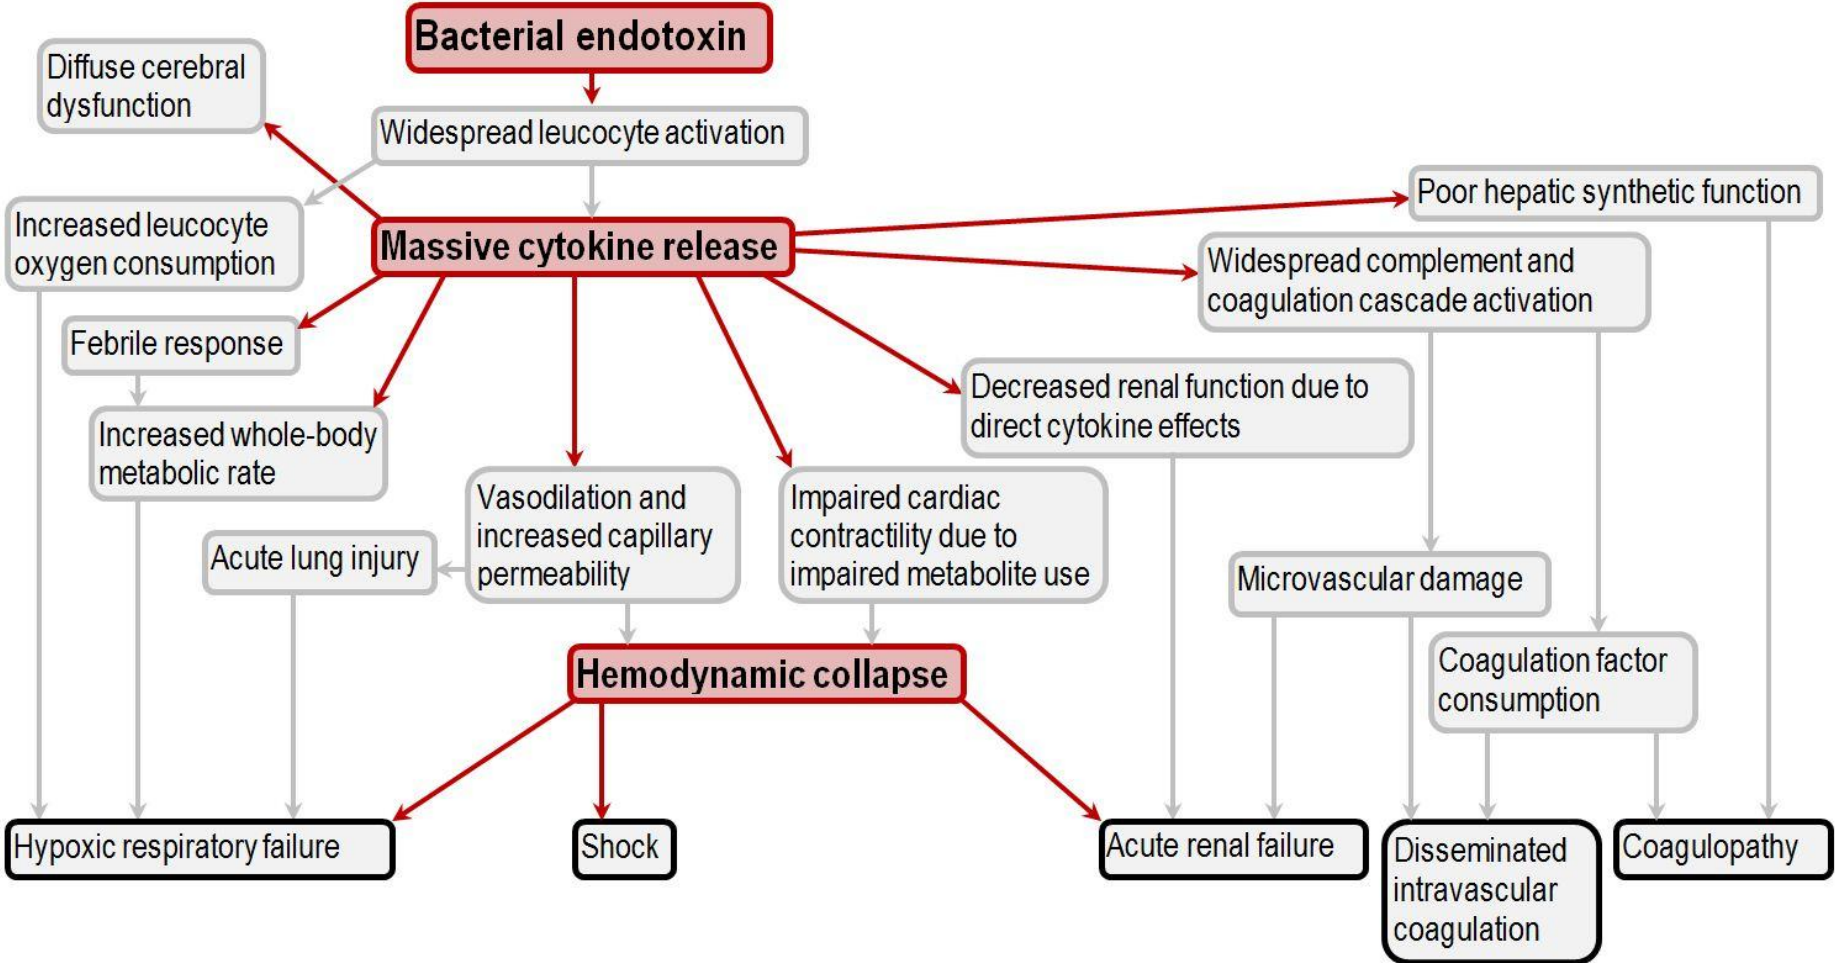 Bacterial endotoxin
Diffuse cerebral
dysfunction
Widespread leucocyte activation
Poor hepatic synthetic function
Increased leucocyte
oxygen consumption
Massive cytokine release
Widespread complement and
coagulation cascade activation
Febrile response
Decreased renal function due to
direct cytokine effects
Increased whole-body
metabolic rate
Vasodilation and
increased capillary
permeability
Impaired cardiac
contractility due to
impaired metabolite use
Acute lung injury
Microvascular damage
Hemodynamic collapse
Coagulation factor
consumption
Hypoxic respiratory failure
Shock
Acute renal failure
Disseminated
intravascular
coagulation
Coagulopathy